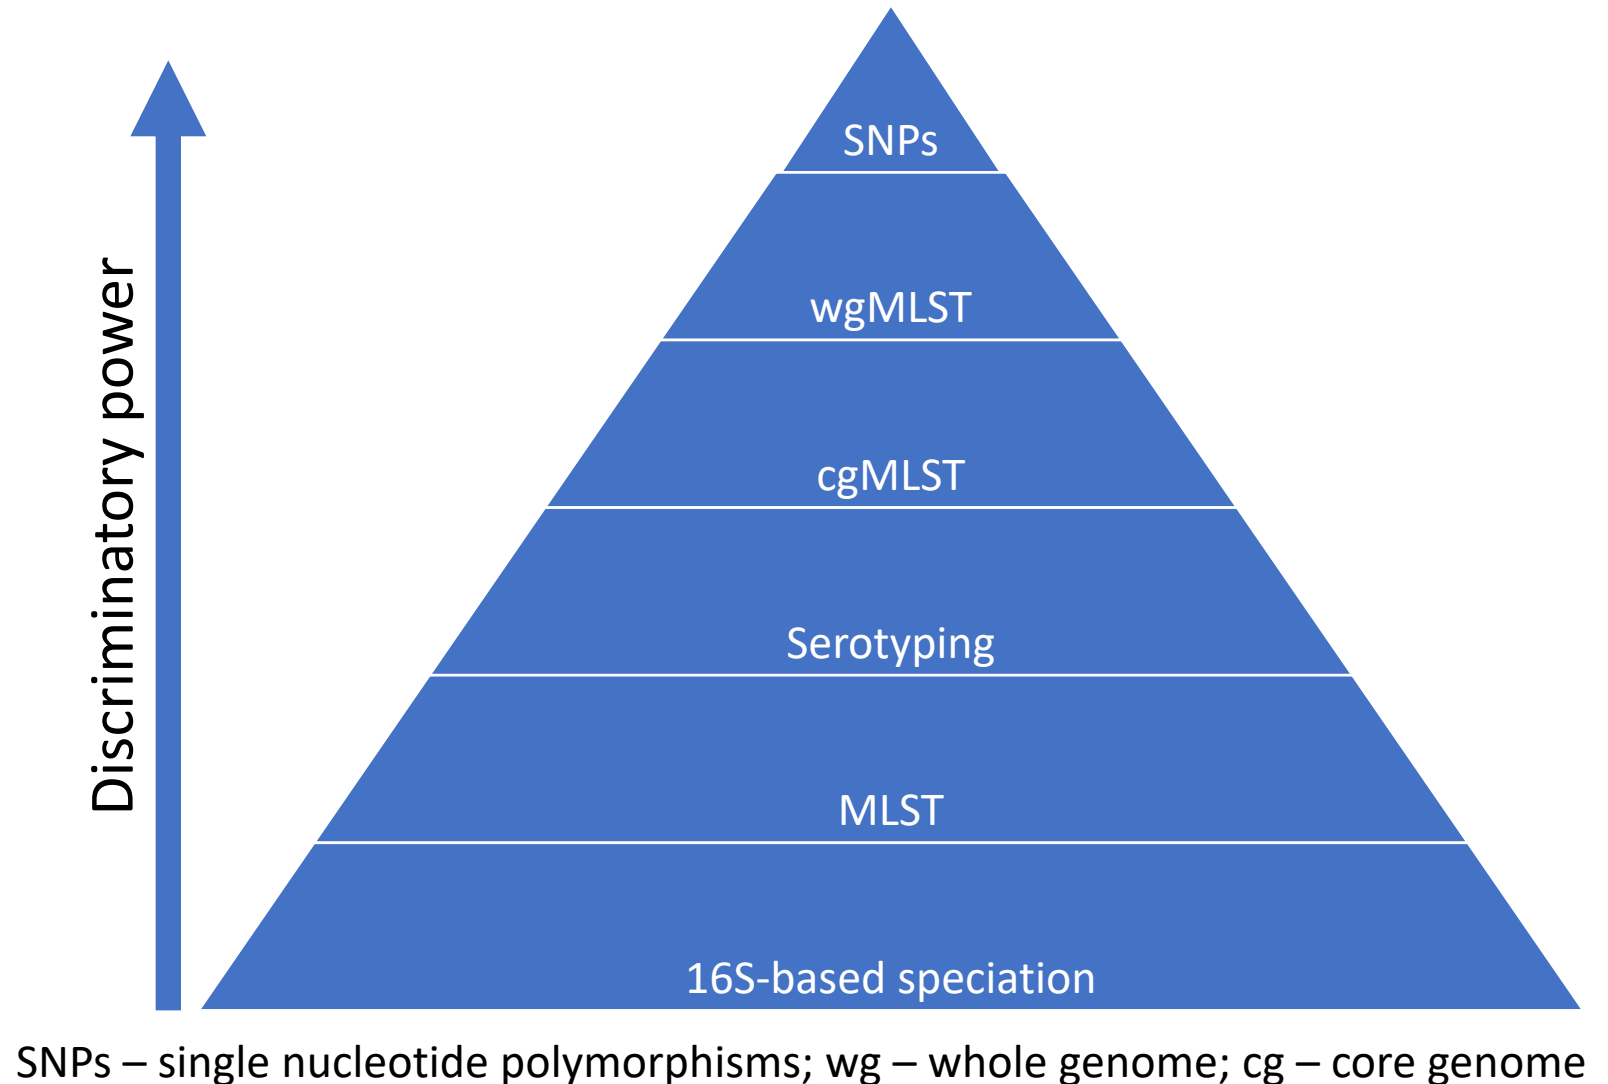 Discriminatory power
SNPs
wgMLST
cgMLST
Serotyping
MLST
16S-based speciation
SNPs – single nucleotide polymorphisms; wg – whole genome; cg – core genome